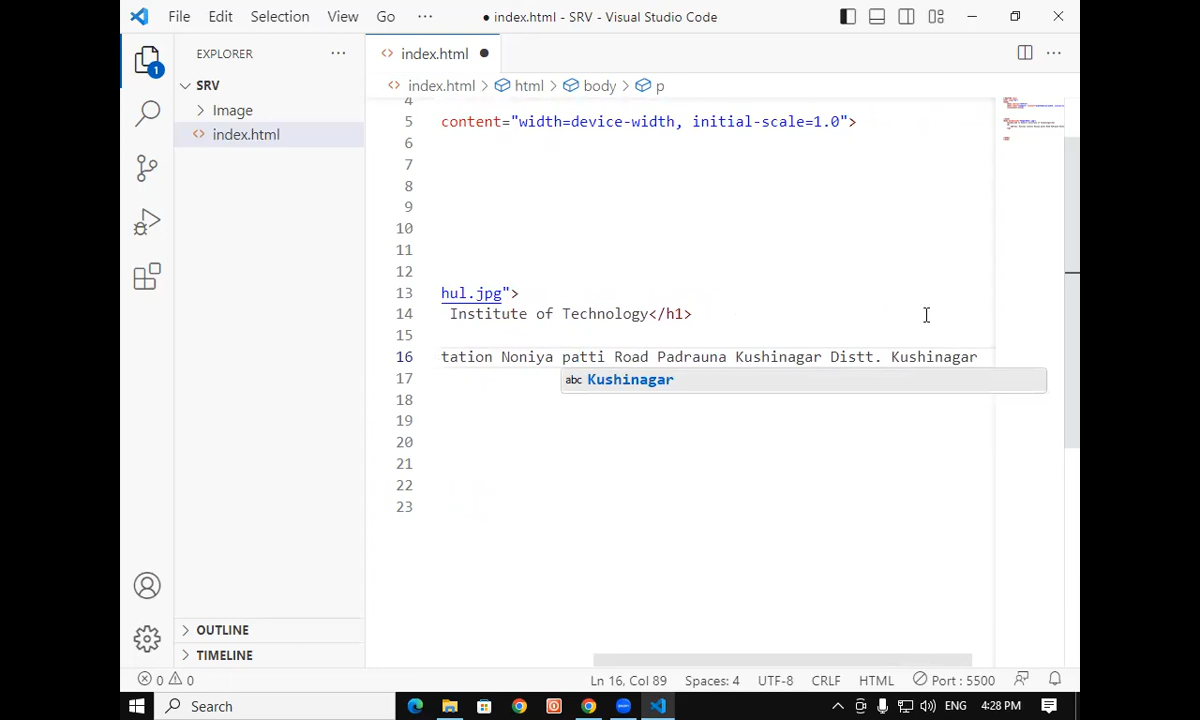 File Edit Selection View Go ··· ● index.html - SRV - Visual Studio Code
EXPLORER ···
index.html ●
SRV
index.html > html > body > p
Image
index.html
4
5 content="width=device-width, initial-scale=1.0">
6
7
8
9
10
11
12
13 hul.jpg">
14 Institute of Technology</h1>
15
16 tation Noniya patti Road Padrauna Kushinagar Distt. Kushinagar
17
abc Kushinagar
18
19
20
21
22
23
1
OUTLINE
TIMELINE
0 0 Ln 16, Col 89 Spaces: 4 UTF-8 CRLF HTML Port : 5500
Search ENG 4:28 PM